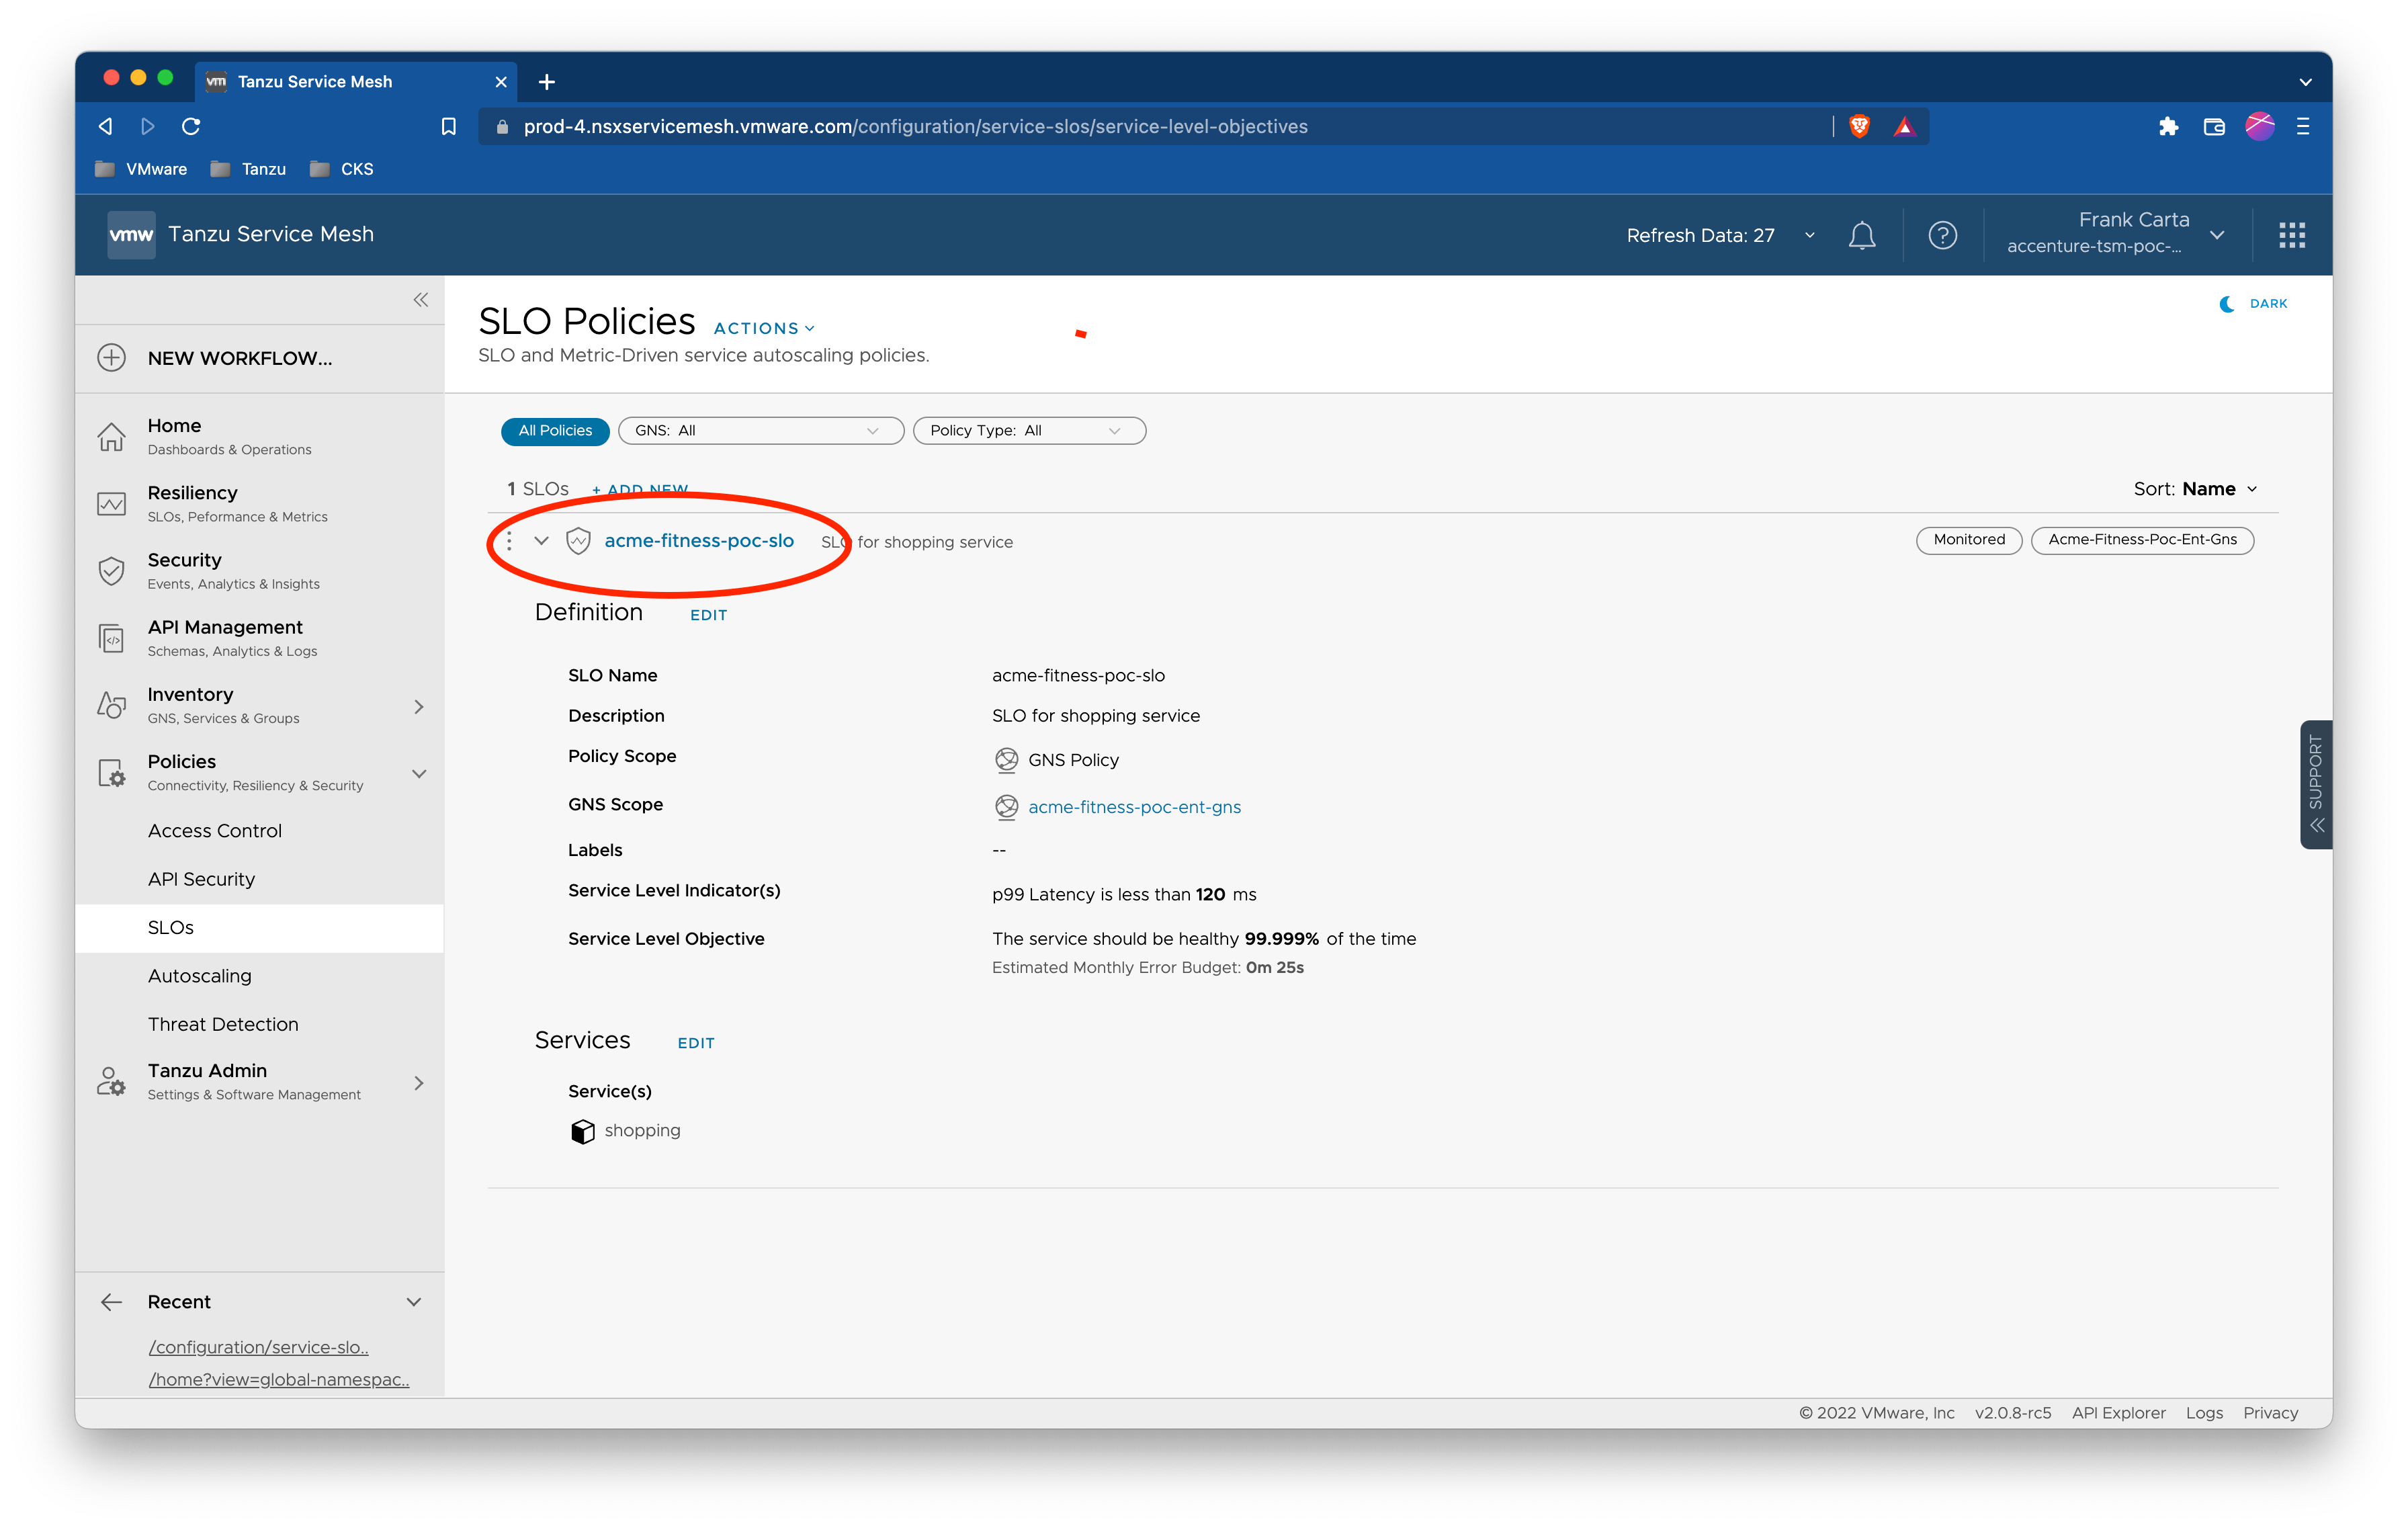 vm Tanzu Service Mesh
prod-4.nsxservicemesh.vmware.com/configuration/service-slos/service-level-objectives
VMware Tanzu CKS
vmw Tanzu Service Mesh
Refresh Data: 27
?
Frank Carta
accenture-tsm-poc-...
NEW WORKFLOW...
Home
Dashboards & Operations
Resiliency
SLOs, Peformance & Metrics
Security
Events, Analytics & Insights
API Management
Schemas, Analytics & Logs
Inventory
GNS, Services & Groups
Policies
Connectivity, Resiliency & Security
Access Control
API Security
SLOs
Autoscaling
Threat Detection
Tanzu Admin
Settings & Software Management
Recent
/configuration/service-slo..
/home?view=global-namespac..
SLO Policies ACTIONS
DARK
SLO and Metric-Driven service autoscaling policies.
All Policies GNS: All Policy Type: All
1 SLOs + ADD NEW Sort: Name
acme-fitness-poc-slo SLO for shopping service Monitored Acme-Fitness-Poc-Ent-Gns
Definition EDIT
SLO Name acme-fitness-poc-slo
Description SLO for shopping service
Policy Scope GNS Policy
GNS Scope acme-fitness-poc-ent-gns
Labels --
Service Level Indicator(s) p99 Latency is less than 120 ms
Service Level Objective The service should be healthy 99.999% of the time
Estimated Monthly Error Budget: 0m 25s
Services EDIT
Service(s)
shopping
SUPPORT
© 2022 VMware, Inc v2.0.8-rc5 API Explorer Logs Privacy